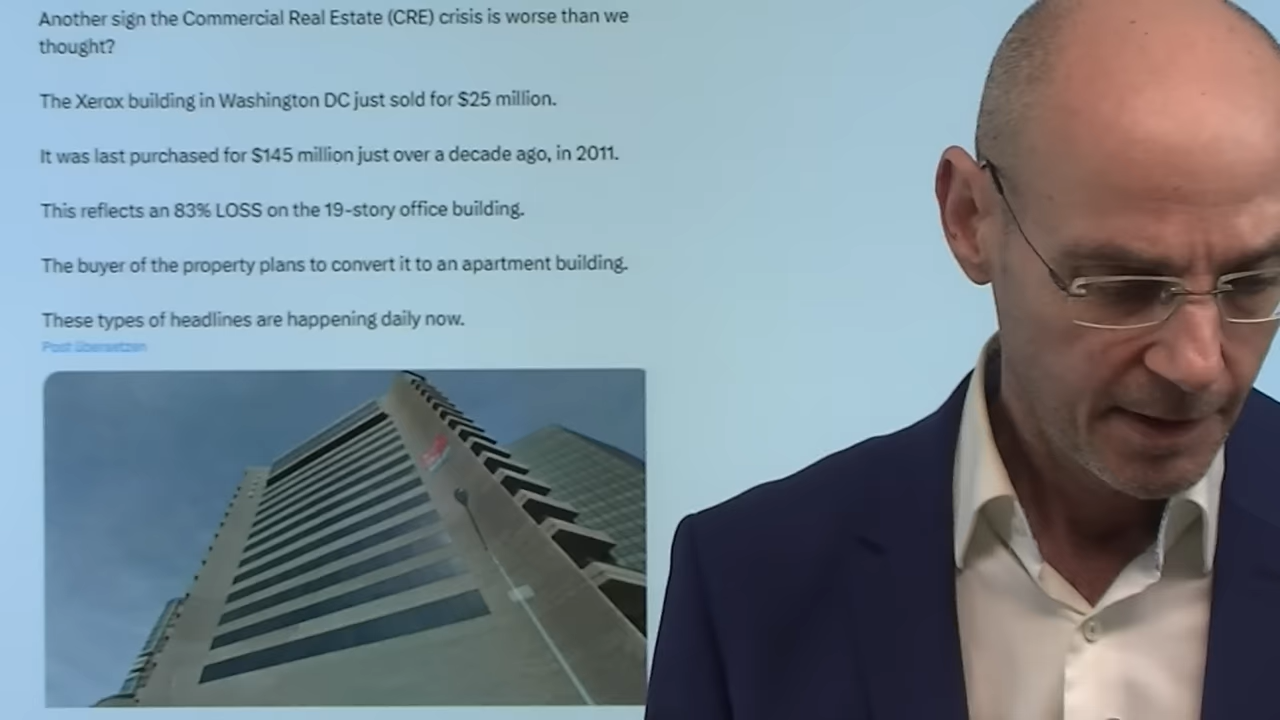 Another sign the Commercial Real Estate (CRE) crisis is worse than we
thought?
The Xerox building in Washington DC just sold for $25 million.
It was last purchased for $145 million just over a decade ago, in 2011.
This reflects an 83% LOSS on the 19-story office building.
The buyer of the property plans to convert it to an apartment building.
These types of headlines are happening daily now.
Post übersetzen